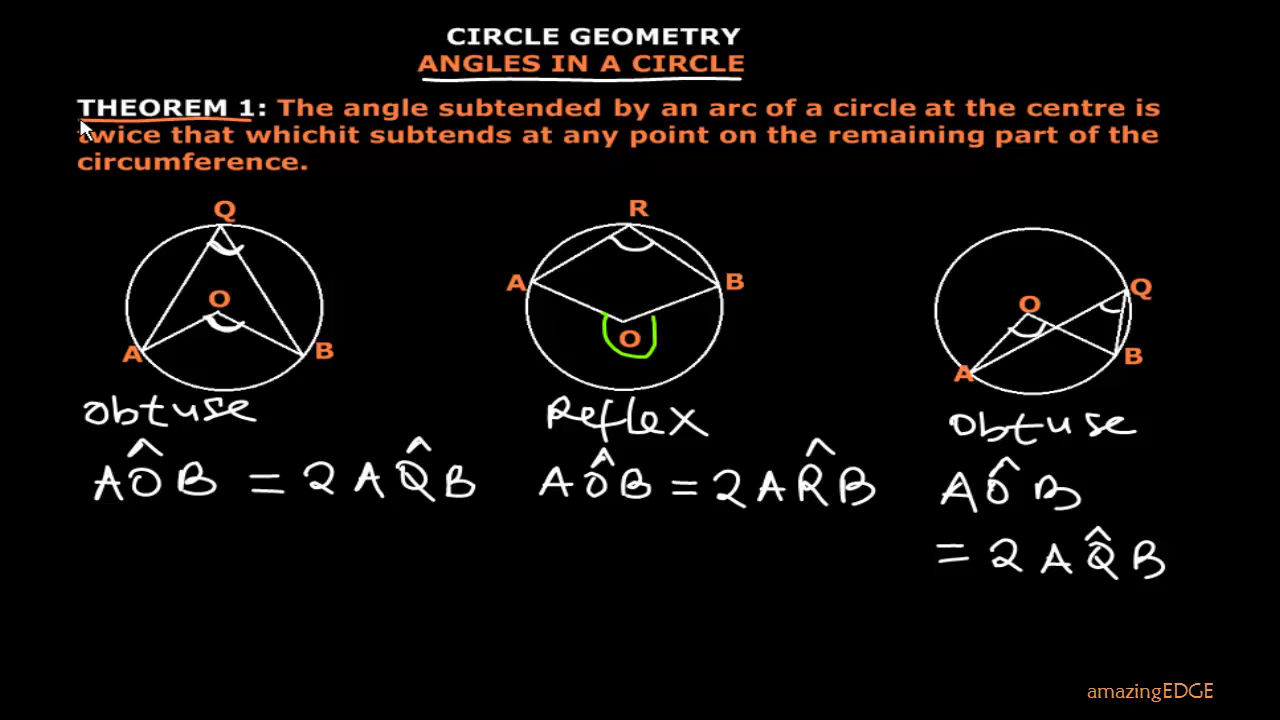 CIRCLE GEOMETRY
ANGLES IN A CIRCLE
THEOREM 1: The angle subtended by an arc of a circle at the centre is
twice that whichit subtends at any point on the remaining part of the
circumference.
Q
O
A
B
R
A
B
O
O
Q
B
A
Obtuse
Reflex
Obtuse
AÔB = 2AQ̂B
AÔB = 2AR̂B
AÔB
= 2AQ̂B
amazingEDGE